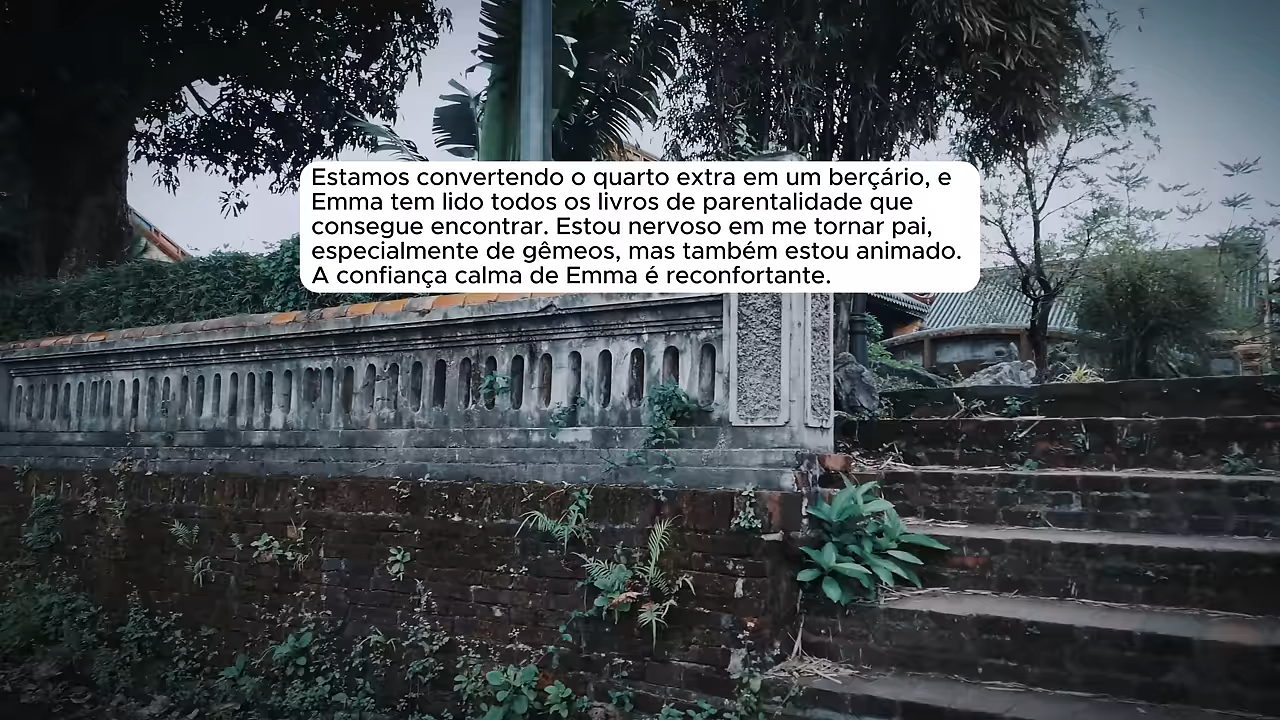 Estamos convertendo o quarto extra em um berçário, e
Emma tem lido todos os livros de parentalidade que
consegue encontrar. Estou nervoso em me tornar pai,
especialmente de gêmeos, mas também estou animado.
A confiança calma de Emma é reconfortante.